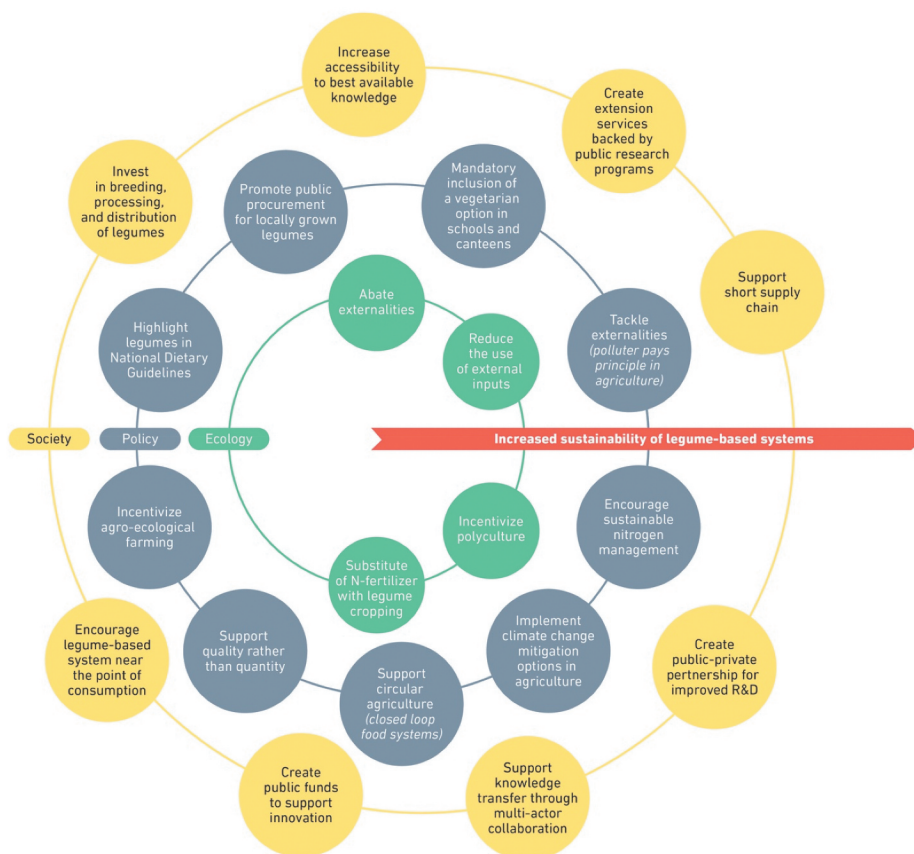 Increase
accessibility
to best available
knowledge
Create
extension
services
backed by
public research
programs
Invest
in breeding,
processing,
and distribution
of legumes
Promote public
procurement
for locally grown
legumes
Mandatory
inclusion of
a vegetarian
option in
schools and
canteens
Support
short supply
chain
Abate
externalities
Highlight
legumes in
National Dietary
Guidelines
Reduce
the use
of external
inputs
Tackle
externalities
(polluter pays
principle in
agriculture)
Society
Policy
Ecology
Increased sustainability of legume-based systems
Incentivize
agro-ecological
farming
Incentivize
polyculture
Encourage
sustainable
nitrogen
management
Substitute
of N-fertilizer
with legume
cropping
Encourage
legume-based
system near
the point of
consumption
Support
quality rather
than quantity
Implement
climate change
mitigation
options in
agriculture
Create
public-private
pertnership for
improved R&D
Support
circular
agriculture
(closed loop
food systems)
Create
public funds
to support
innovation
Support
knowledge
transfer through
multi-actor
collaboration